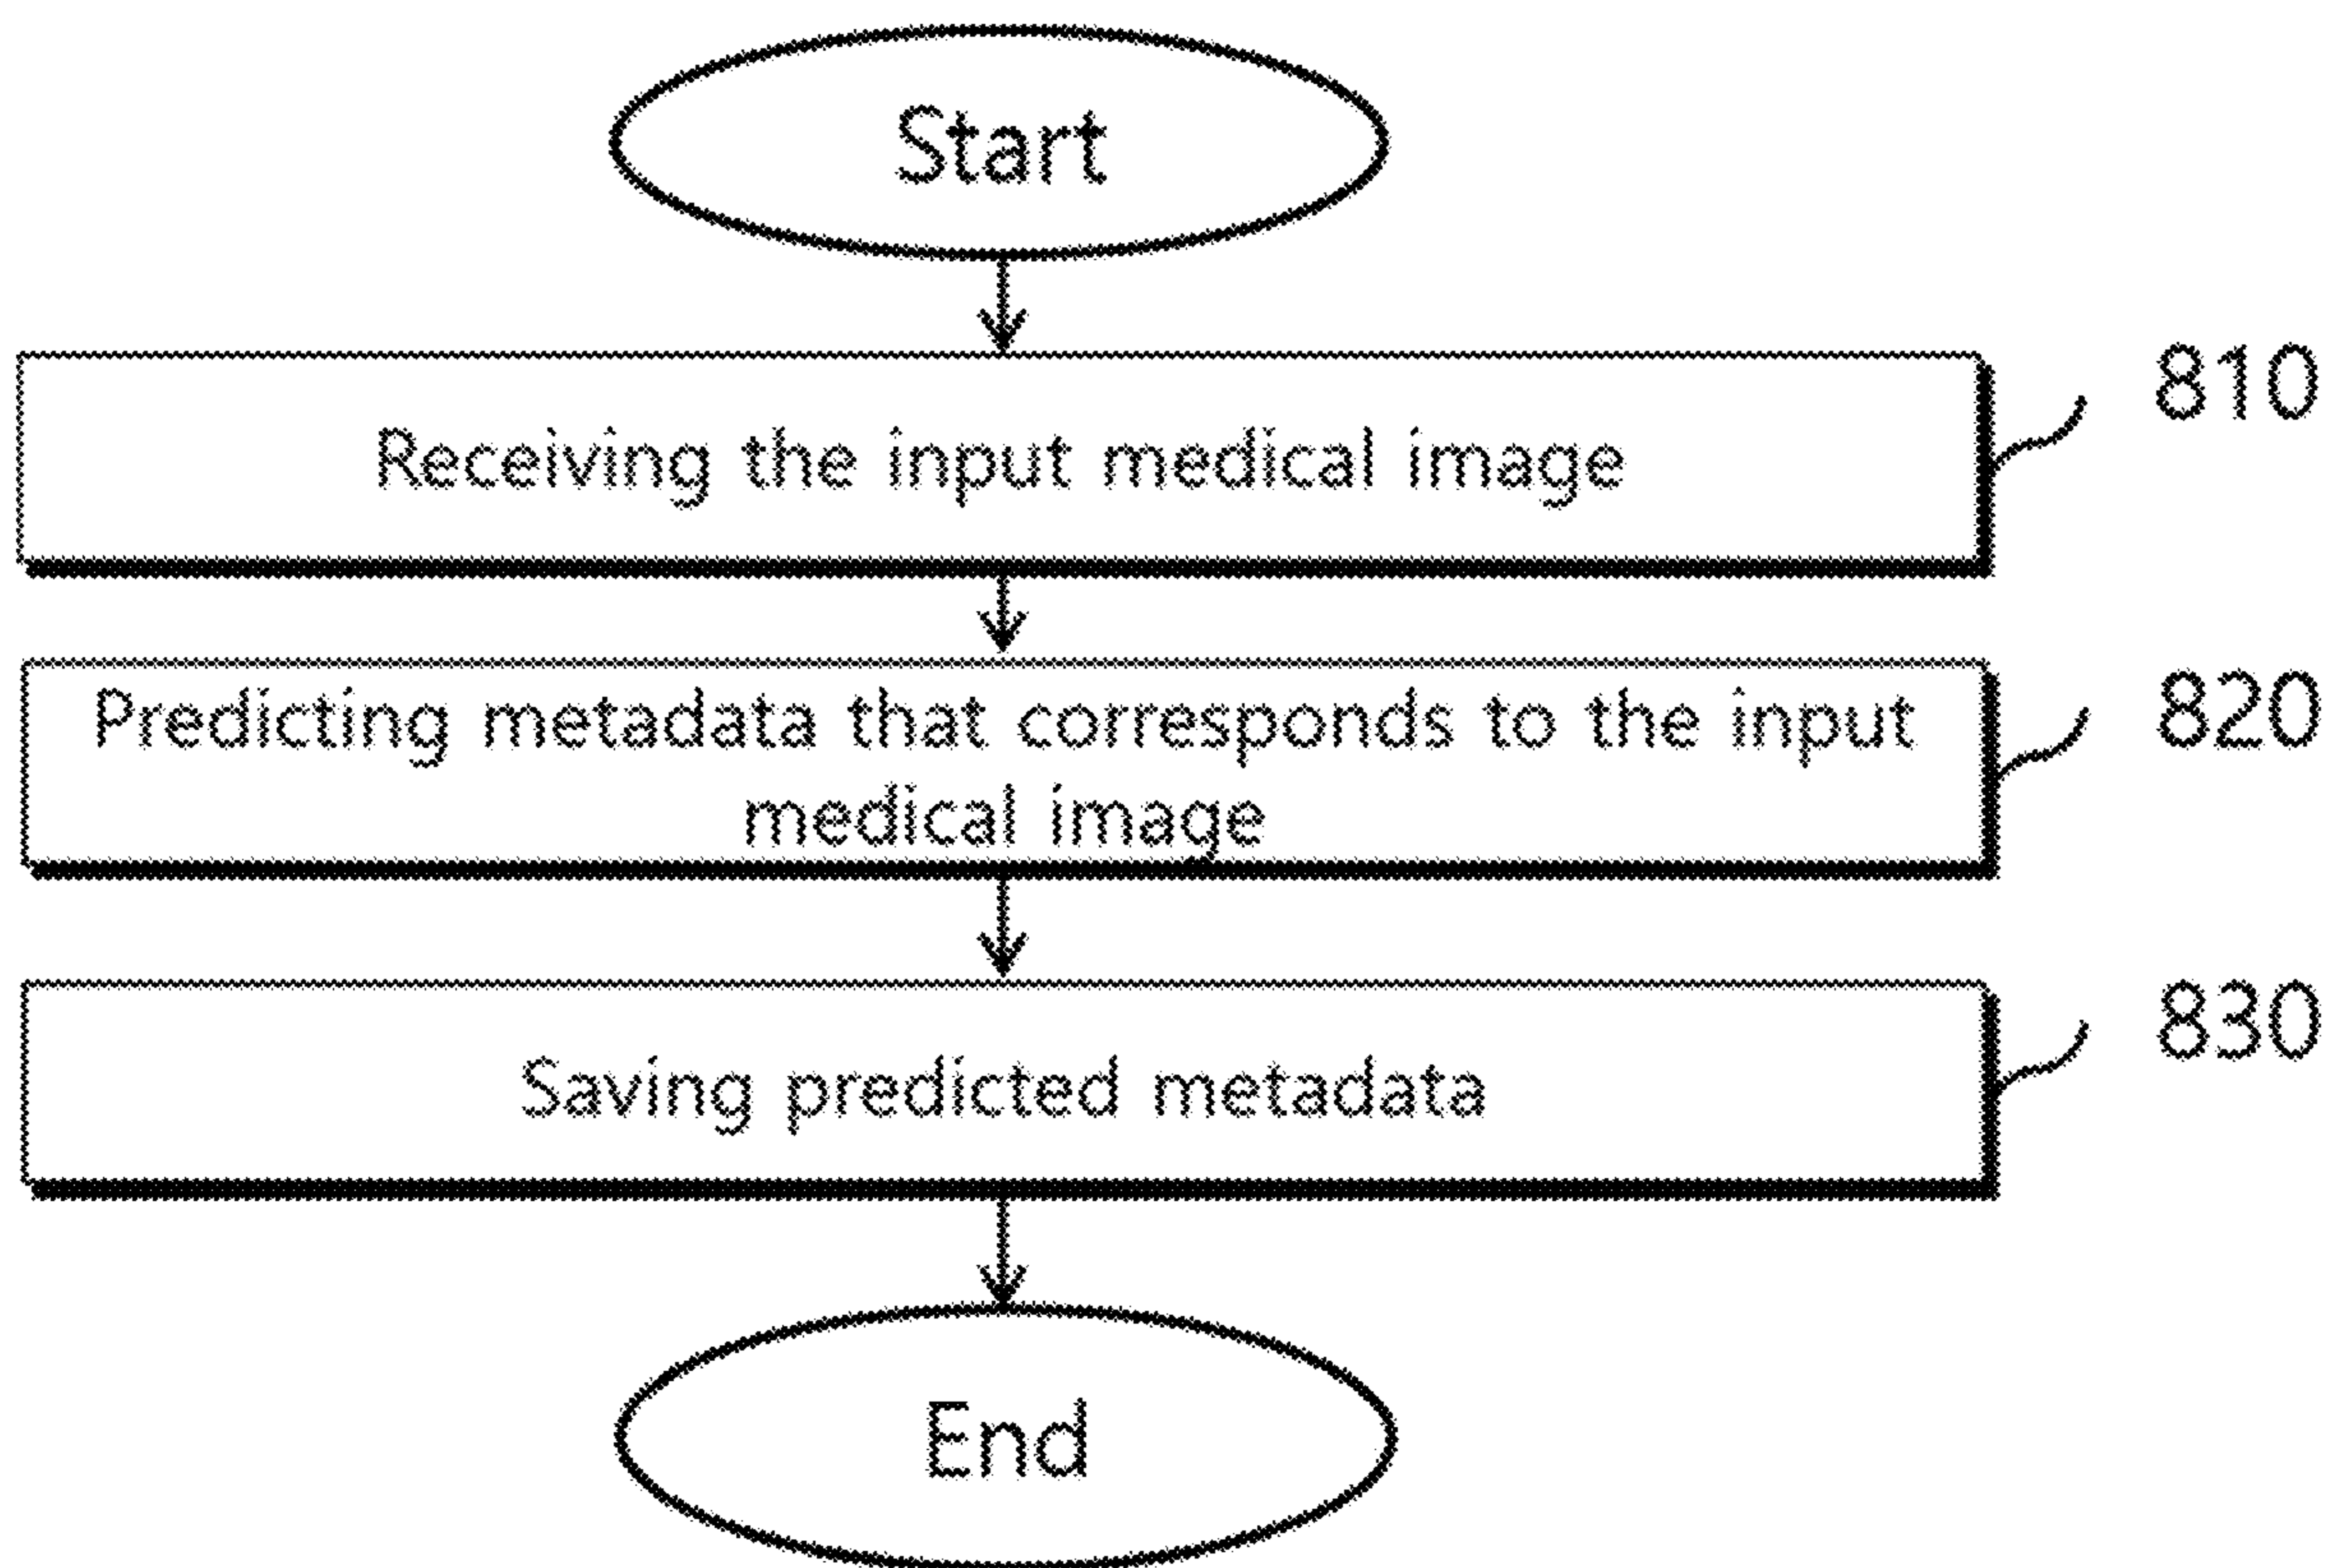 Start
Receiving the input medical image
810
Predicting metadata that corresponds to the input
medical image
820
Saving predicted metadata
830
End